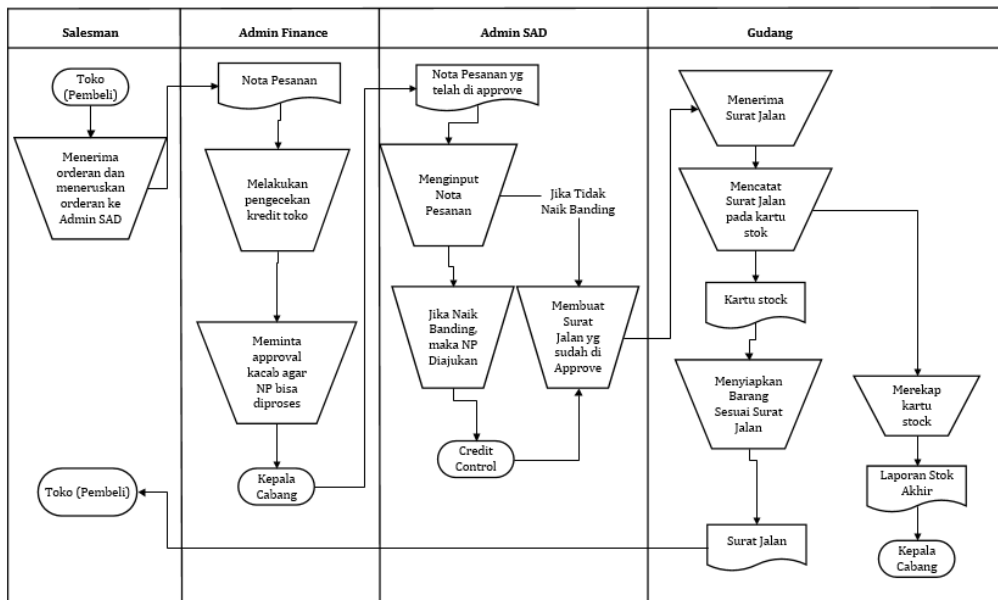 Salesman
Admin Finance
Admin SAD
Gudang
Toko
(Pembeli)
Menerima
orderan dan
meneruskan
orderan ke
Admin SAD
Toko (Pembeli)
Nota Pesanan
Melakukan
pengecekan
kredit toko
Meminta
approval
kacab agar
NP bisa
diproses
Kepala
Cabang
Nota Pesanan yg
telah di approve
Menginput
Nota
Pesanan
Jika Tidak
Naik Banding
Jika Naik
Banding,
maka NP
Diajukan
Membuat
Surat
Jalan yg
sudah di
Approve
Credit
Control
Menerima
Surat Jalan
Mencatat
Surat Jalan
pada kartu
stok
Kartu stock
Menyiapkan
Barang
Sesuai Surat
Jalan
Surat Jalan
Merekap
kartu
stock
Laporan Stok
Akhir
Kepala
Cabang